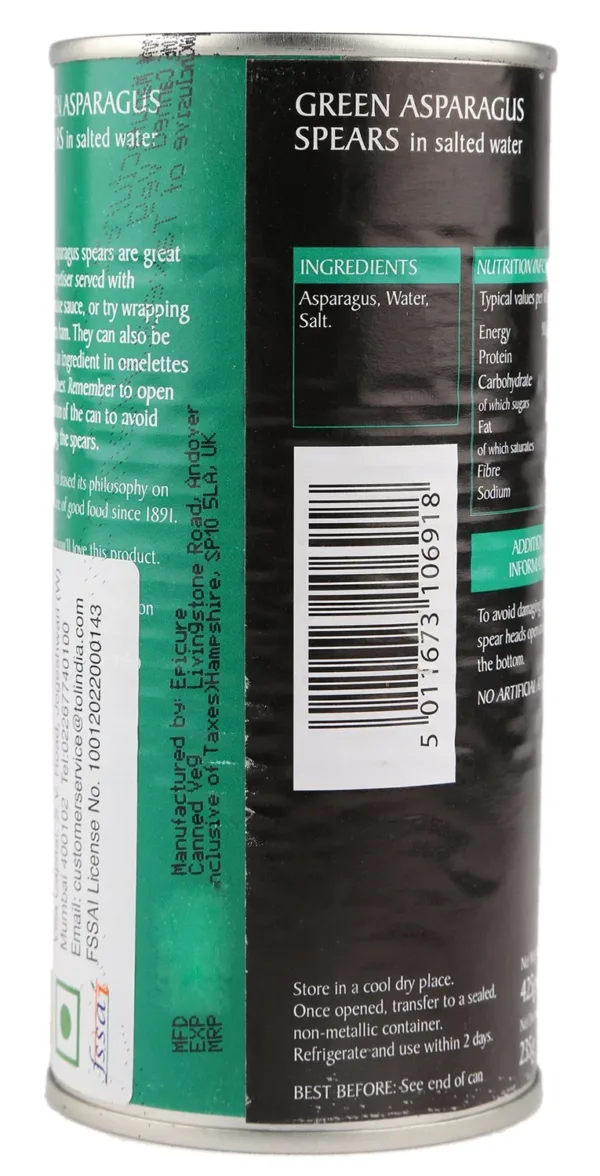 ASPARAGUS
in salted water
spears are great
served with
sauce, or try wrapping
ham. They can also be
ingredient in omelettes
Remember to open
of the can to avoid
the spears.
based its philosophy on
of good food since 1891.
love this product.
on
Mumbai 400102 Tel:02267740100
Email: customerservice@tolindia.com
FSSAI License No. 10012022000143
fssai
Manufactured by: Epicure
Canned Veg Livingstone Road, Andover
nclusive of Taxes)Hampshire, SP10 5LA, UK
MFD
EXP
MRP
GREEN ASPARAGUS
SPEARS in salted water
INGREDIENTS
Asparagus, Water,
Salt.
NUTRITION
Typical values per
Energy
Protein
Carbohydrate
of which sugars
Fat
of which saturates
Fibre
Sodium
5 011673 106918
To avoid damaging
spear heads open
the bottom.
NO ARTIFICIAL
Store in a cool dry place.
Once opened, transfer to a sealed,
non-metallic container.
Refrigerate and use within 2 days.
BEST BEFORE: See end of can